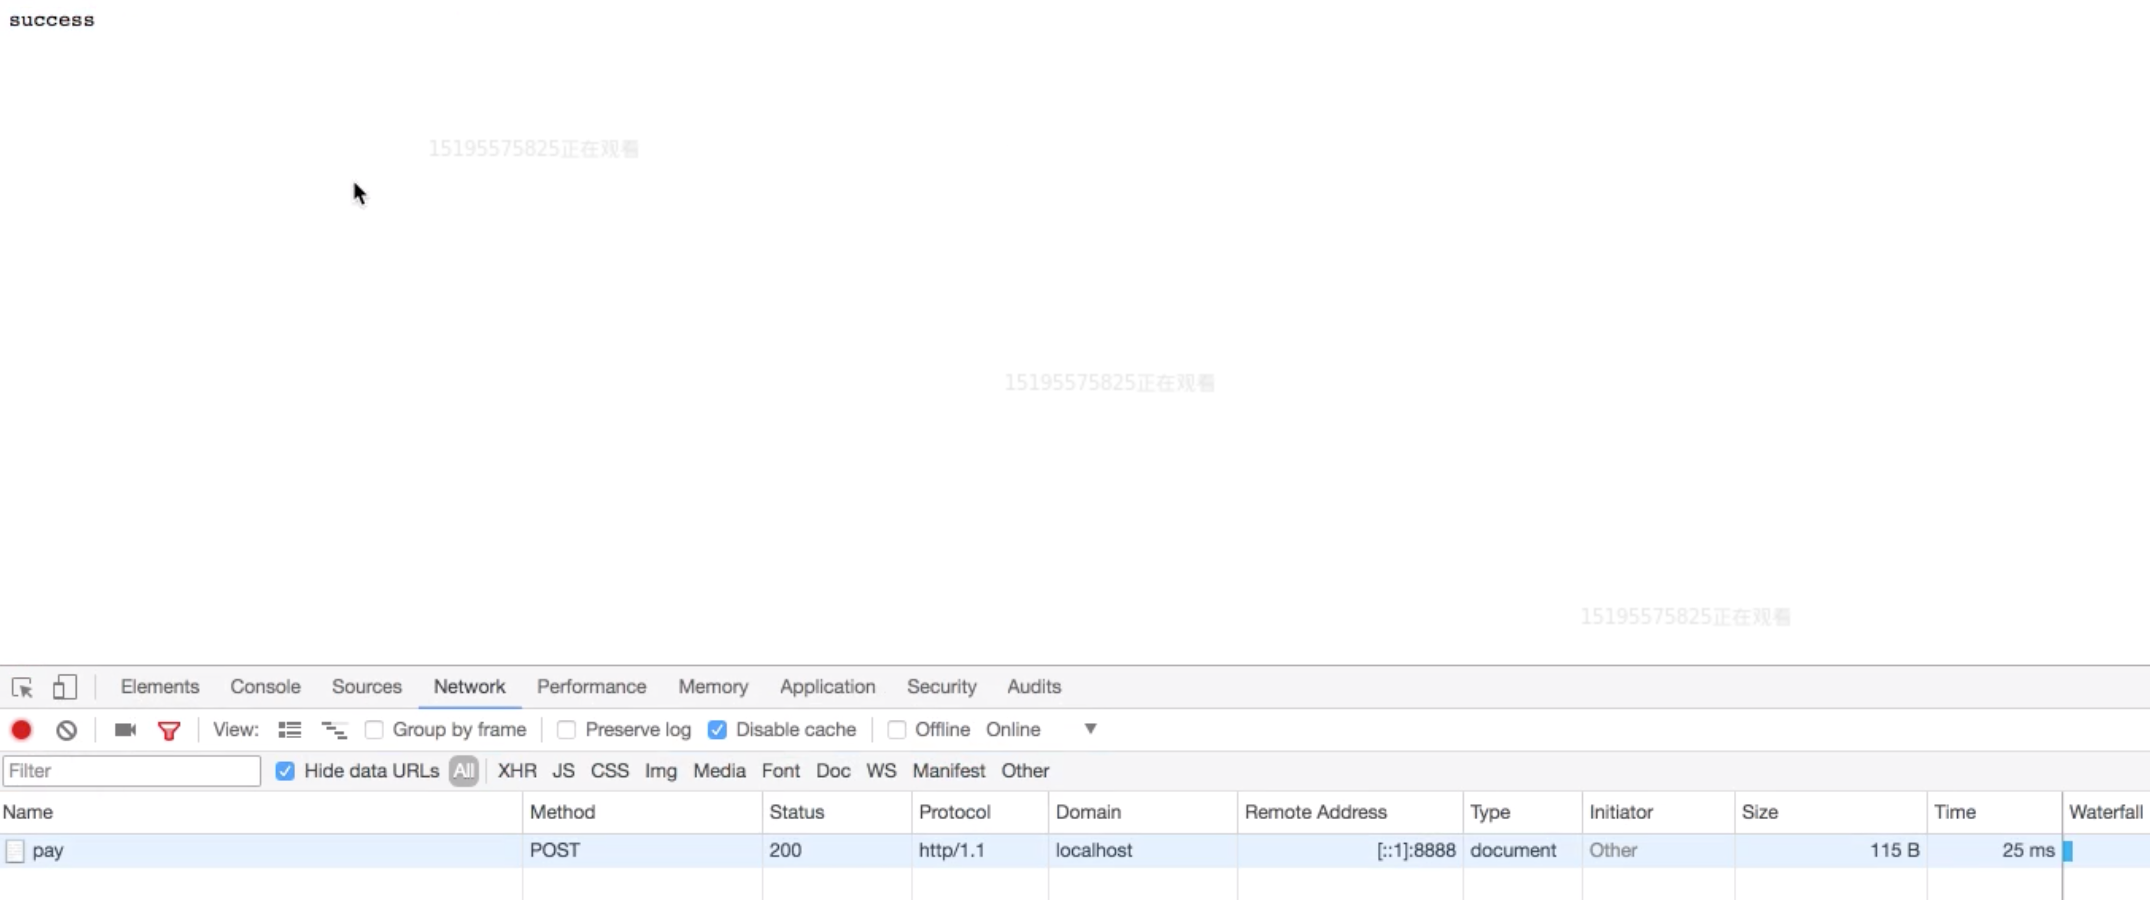 success
15195575825正在观看
15195575825正在观看
15195575825正在观看
Elements Console Sources Network Performance Memory Application Security Audits
View: Group by frame Preserve log Disable cache Offline Online ▼
Filter Hide data URLs All XHR JS CSS Img Media Font Doc WS Manifest Other
Name Method Status Protocol Domain Remote Address Type Initiator Size Time Waterfall
pay POST 200 http/1.1 localhost [::1]:8888 document Other 115 B 25 ms